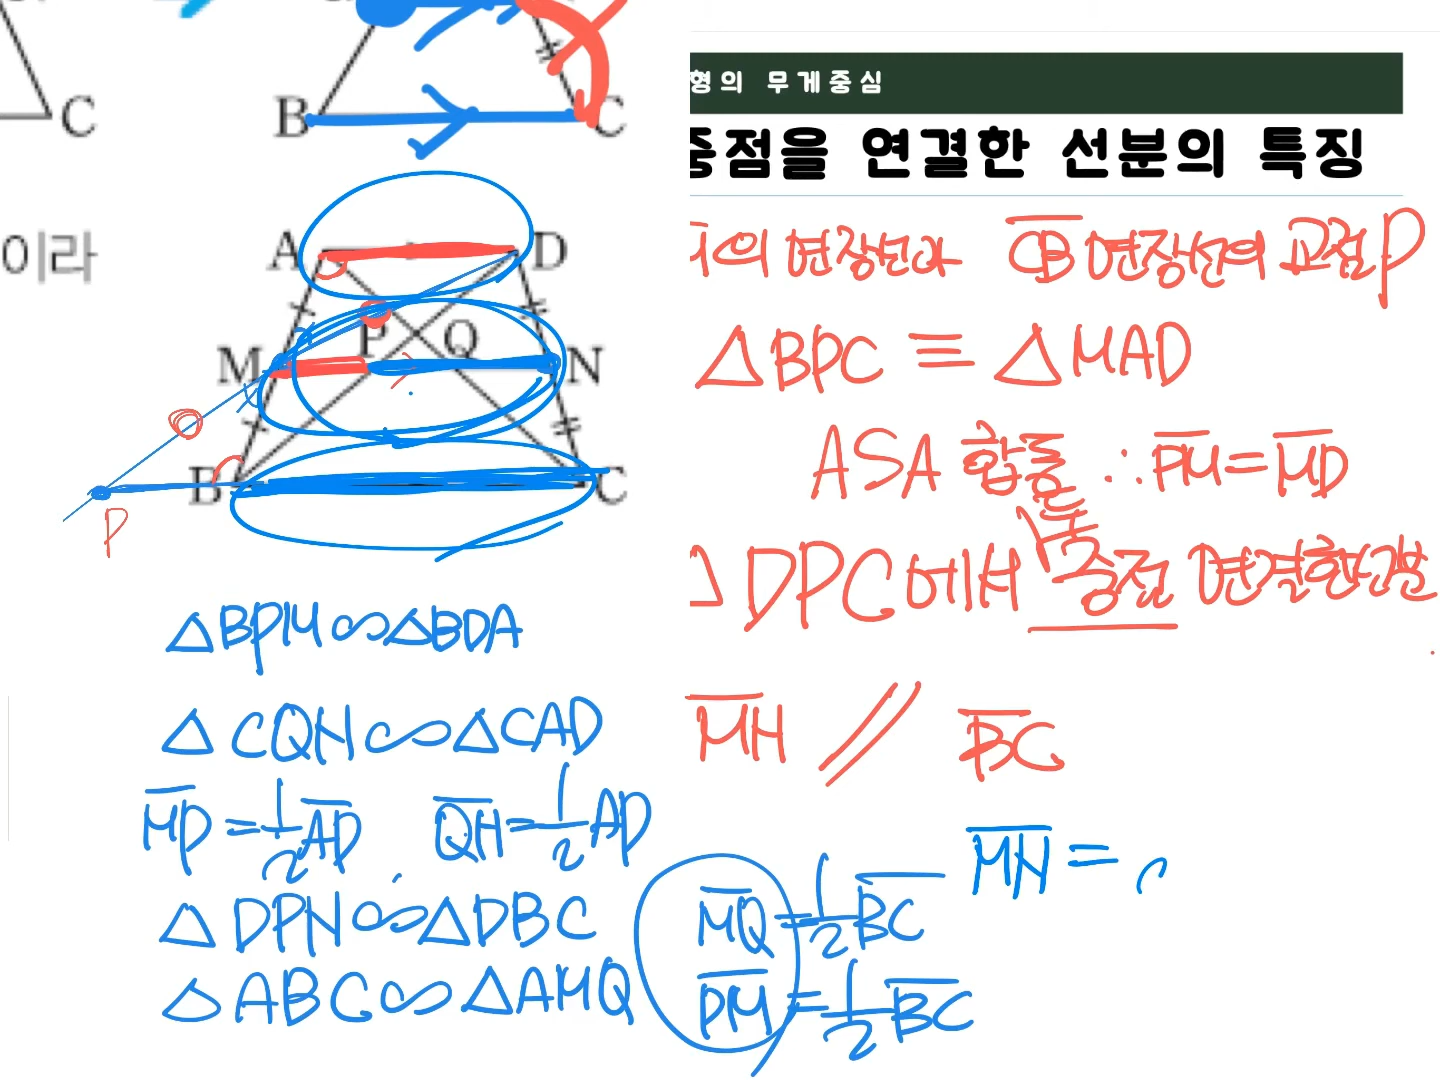 C
B C
형의 무게중심
중점을 연결한 선분의 특징
이라
A D
P Q
M N
B C
P
의 연장선과 CB 연장선의 교점 P
△BPC ≡ △MAD
ASA 합동 ∴ PM = MD
△DPC에서 중점 연결한 선분
MN // BC
△BPM ∽ △BDA
△CQN ∽ △CAD
MP = 1/2 AD QN = 1/2 AD
△DPN ∽ △DBC
△ABC ∽ △AMQ
MQ = 1/2 BC
PM = 1/2 BC
MN =